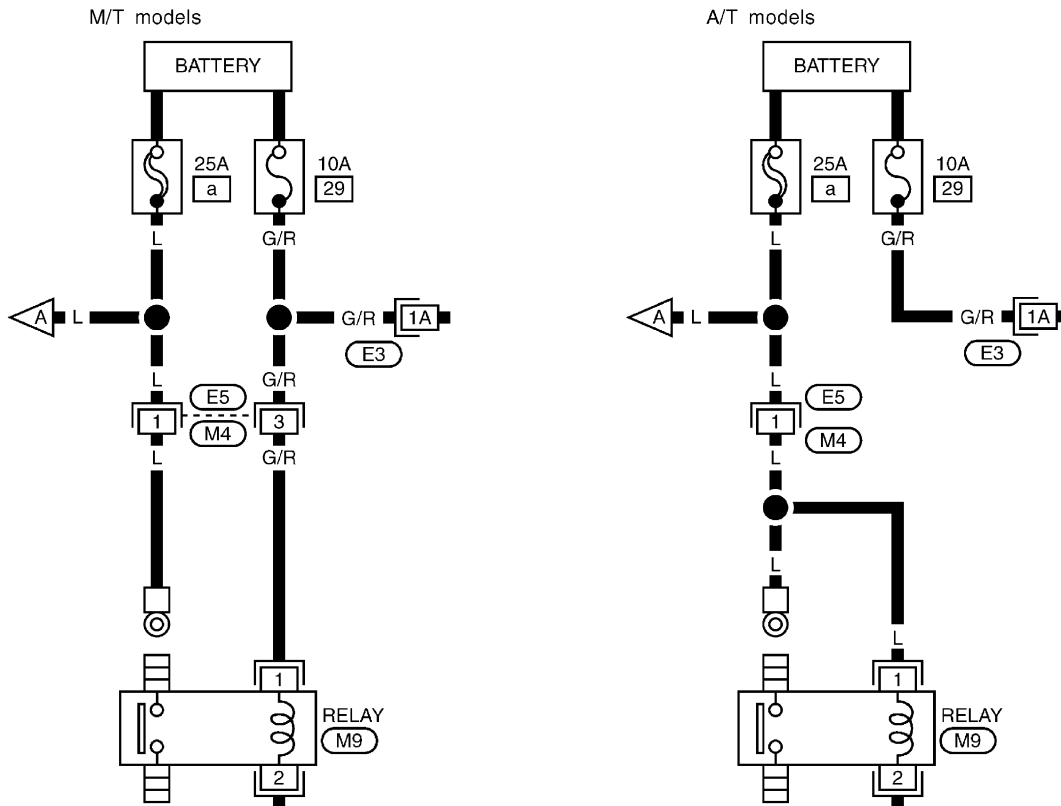 M/T models
A/T models
BATTERY
BATTERY
25A
a
10A
29
25A
a
10A
29
L
G/R
L
G/R
A
L
G/R
1A
A
L
G/R
1A
E3
E3
L
G/R
L
E5
E5
1
3
1
M4
M4
L
G/R
L
L
L
1
1
RELAY
RELAY
M9
M9
2
2